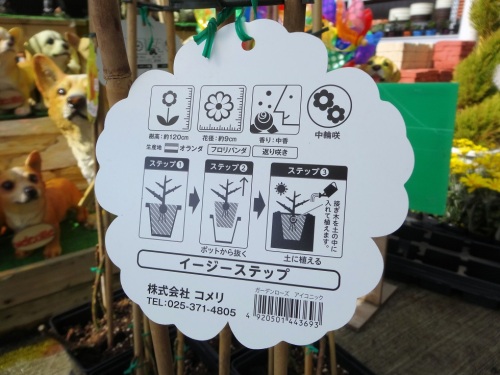 樹高:約120cm 花径:約9cm 香り:中香 中輪咲
生産地 オランダ フロリバンダ 返り咲き
ステップ1 ステップ2 ステップ3
接ぎ木を土の中に
入れて植えます。
ポットから抜く 土に植える
イージーステップ
株式会社 コメリ
TEL:025-371-4805
ガーデンローズ アイコニック
4920501443693